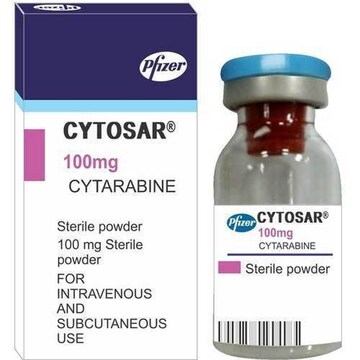 Pfizer
CYTOSAR®
100mg
CYTARABINE
Sterile powder
100 mg Sterile
powder
FOR
INTRAVENOUS
AND
SUBCUTANEOUS
USE
Pfizer CYTOSAR®
100mg
CYTARABINE
Sterile powder